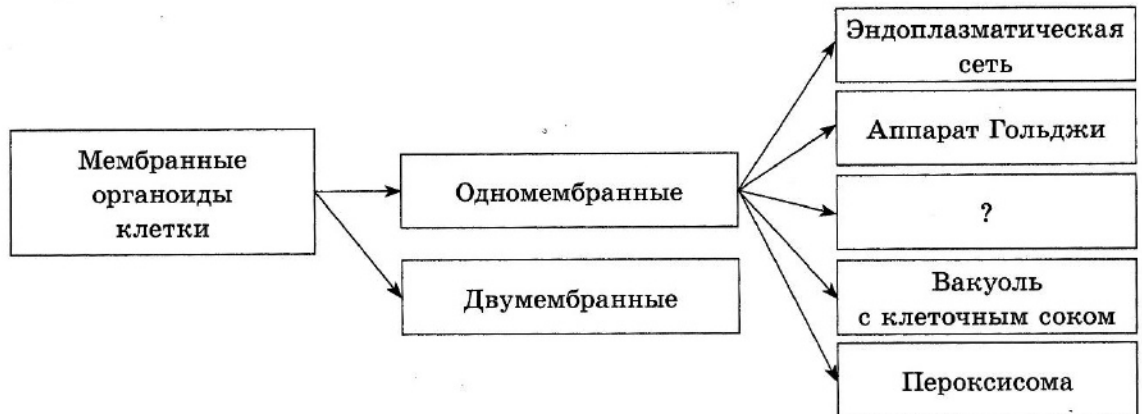 Мембранные
органоиды
клетки
Одномембранные
Двумембранные
Эндоплазматическая
сеть
Аппарат Гольджи
?
Вакуоль
с клеточным соком
Пероксисома